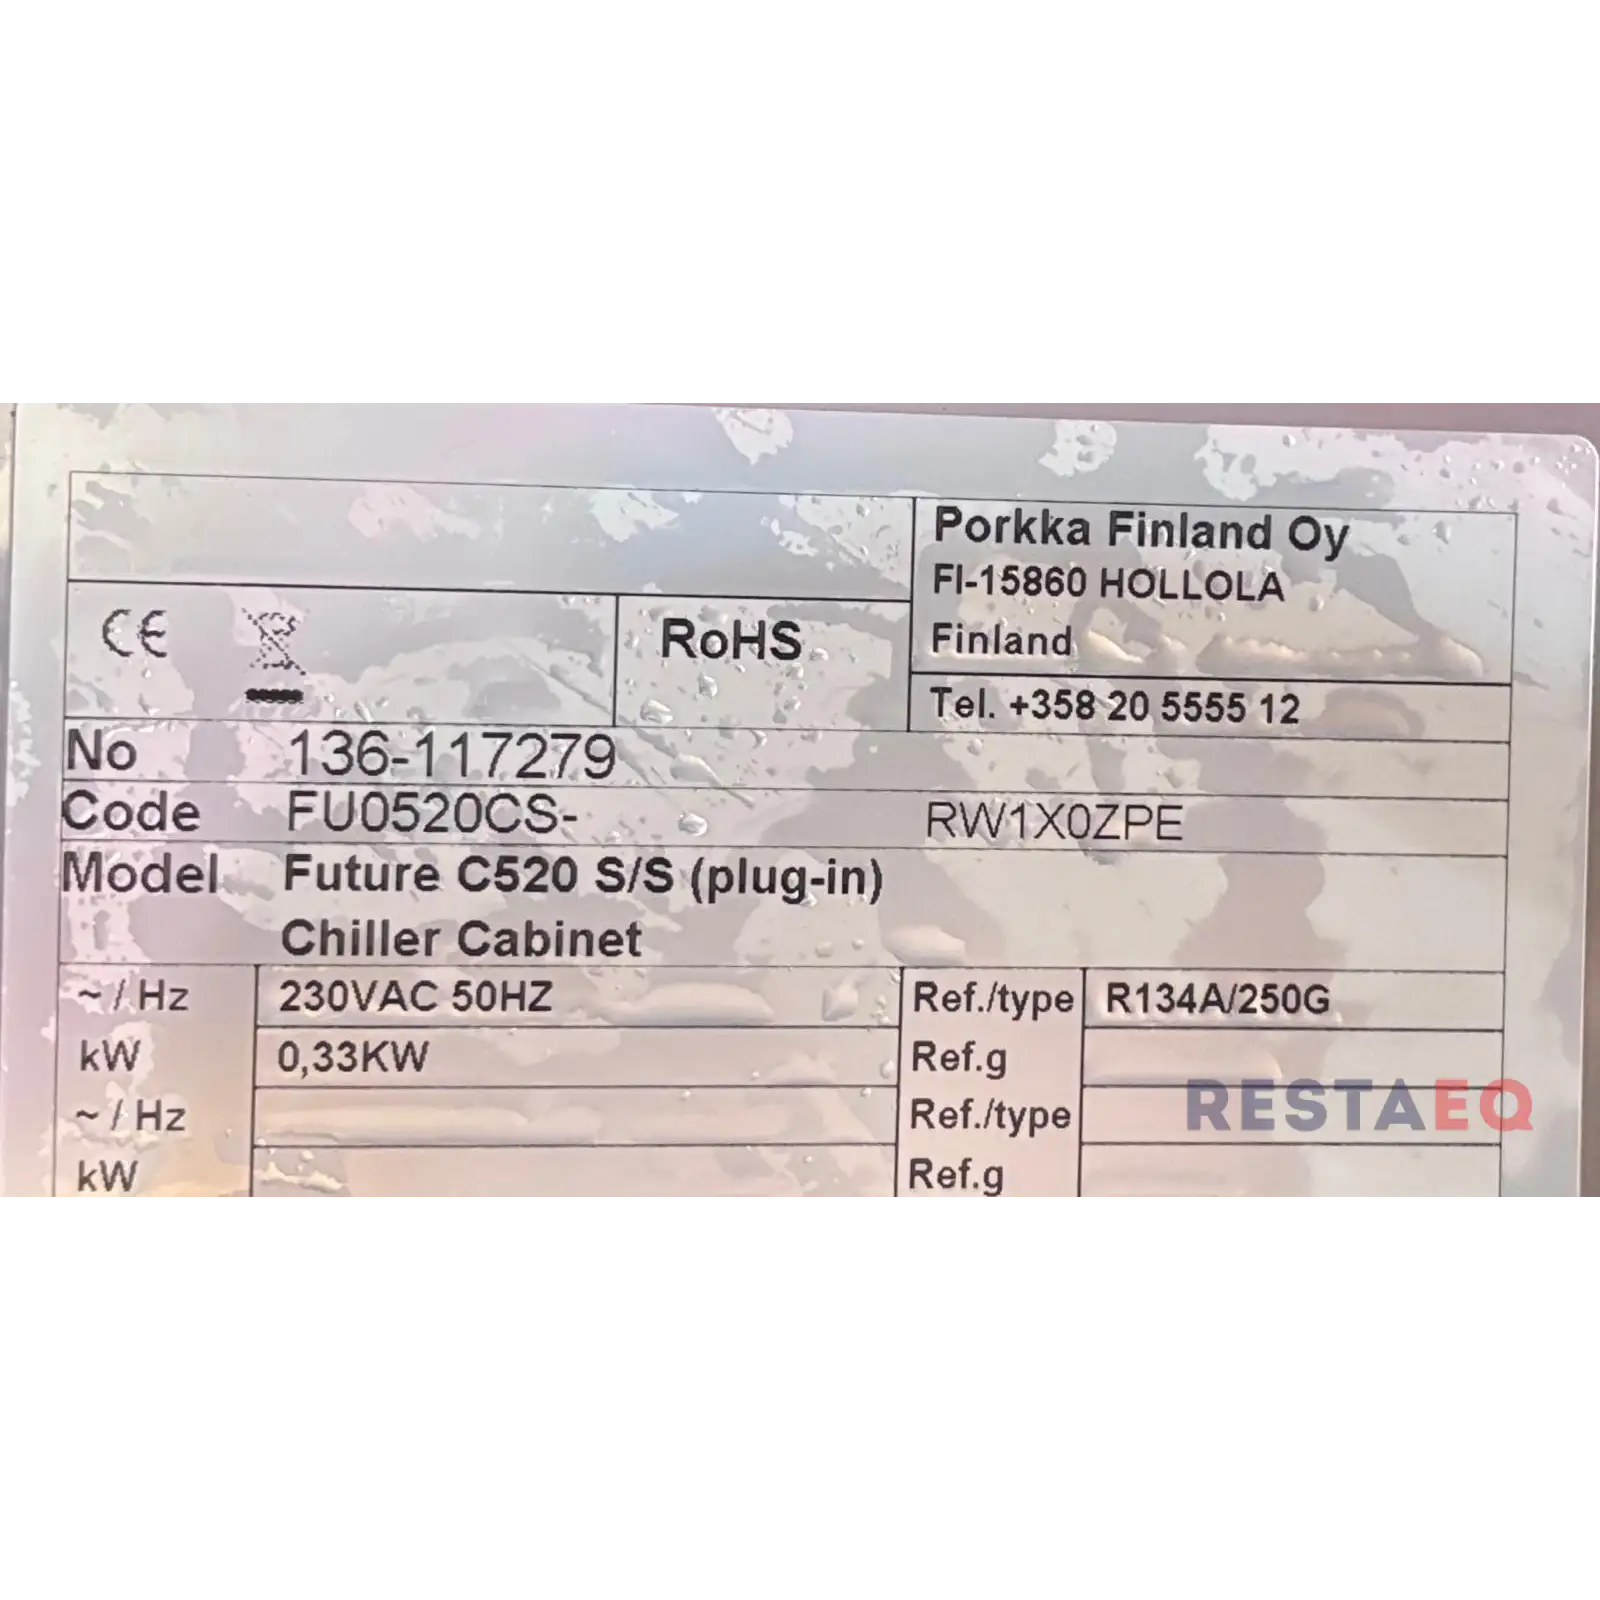 Porkka Finland Oy
FI-15860 HOLLOLA
Finland
CE RoHS
Tel. +358 20 5555 12
No 136-117279
Code FU0520CS- RW1X0ZPE
Model Future C520 S/S (plug-in)
Chiller Cabinet
~ / Hz 230VAC 50HZ Ref./type R134A/250G
kW 0,33KW Ref.g
~ / Hz Ref./type
kW Ref.g
RESTAEQ